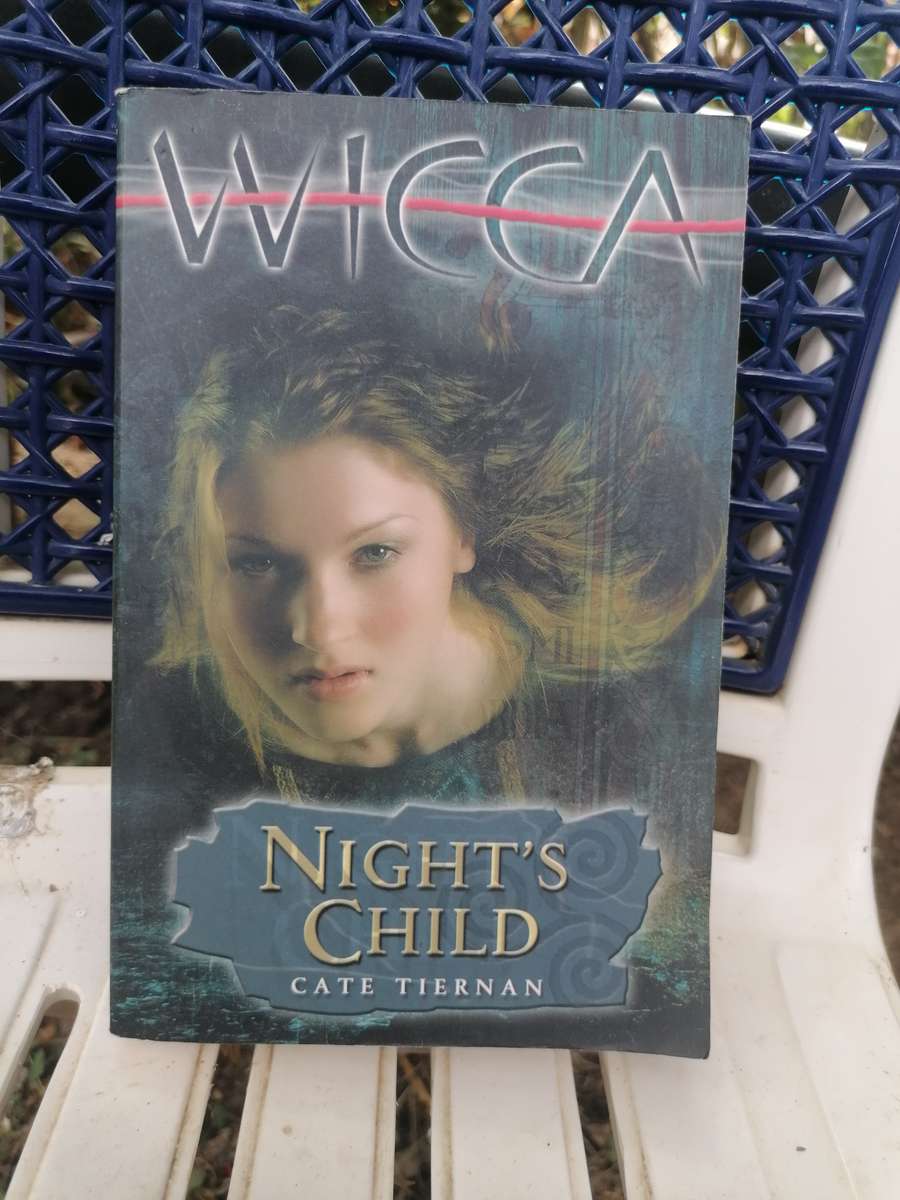 WICCA
NIGHT'S
CHILD
CATE TIERNAN